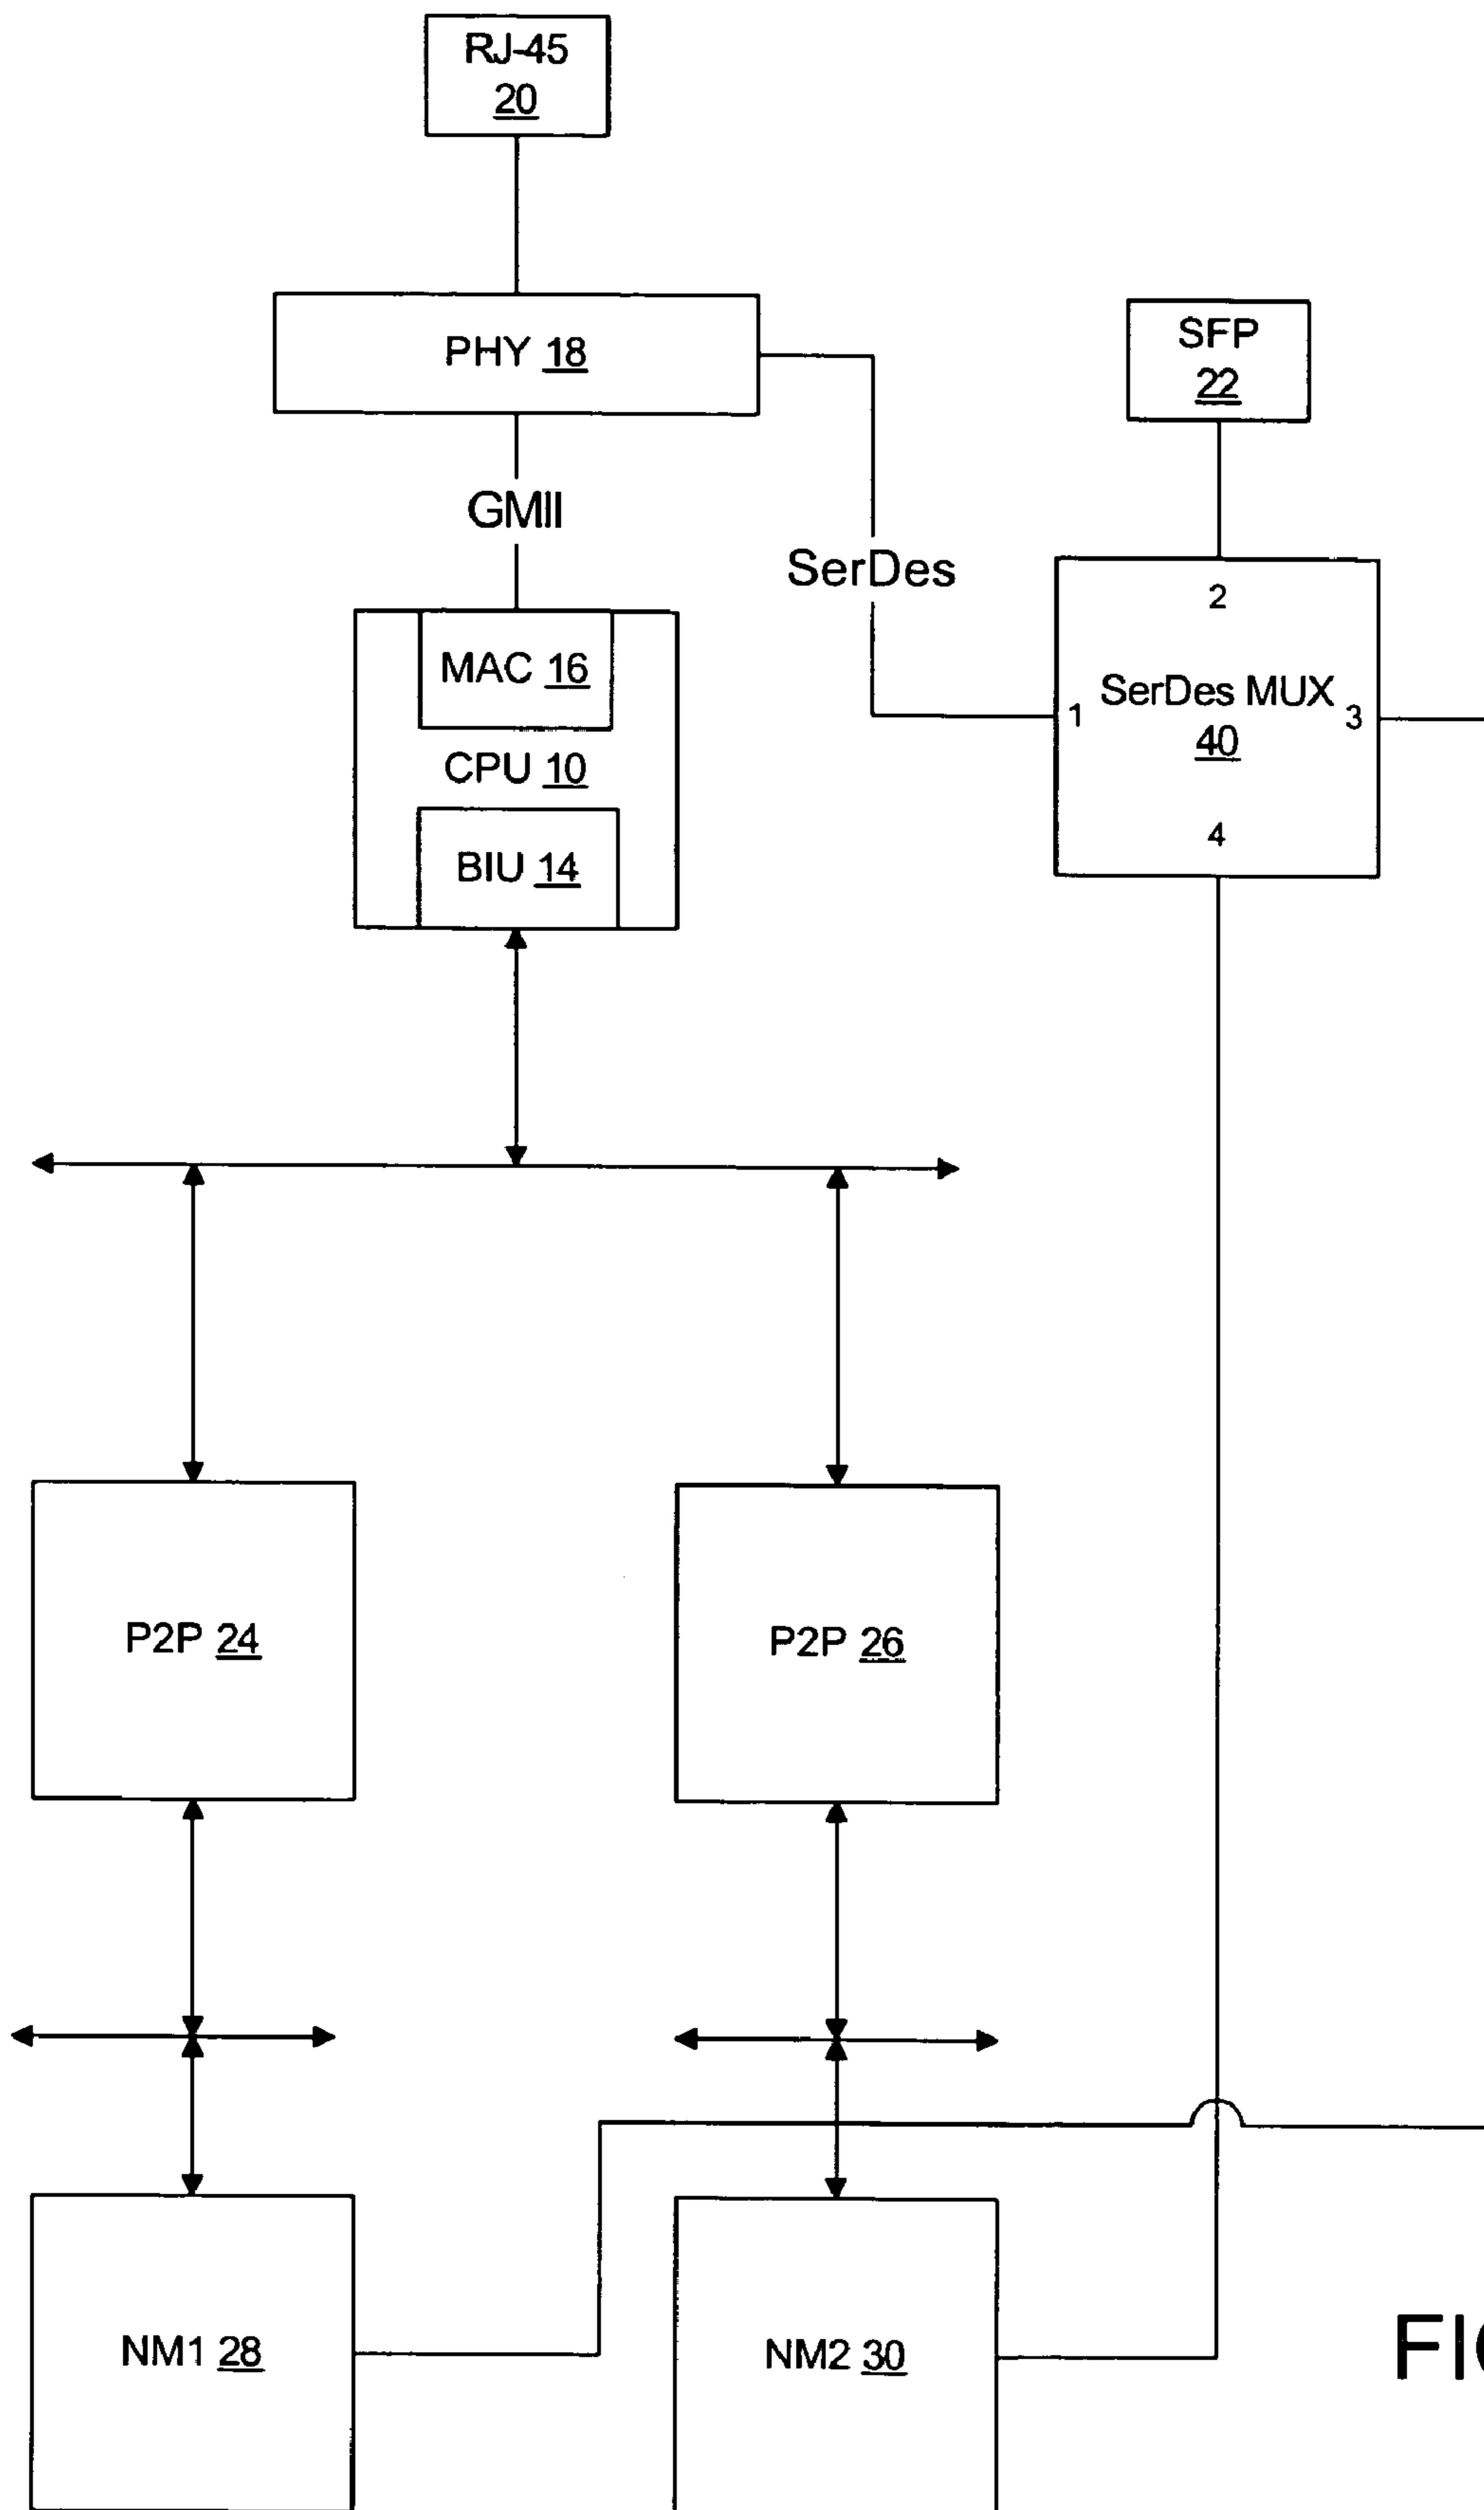 RJ-45
20
PHY 18
SFP
22
GMII
SerDes
2
MAC 16
1
SerDes MUX
3
40
CPU 10
4
BIU 14
P2P 24
P2P 26
NM1 28
NM2 30